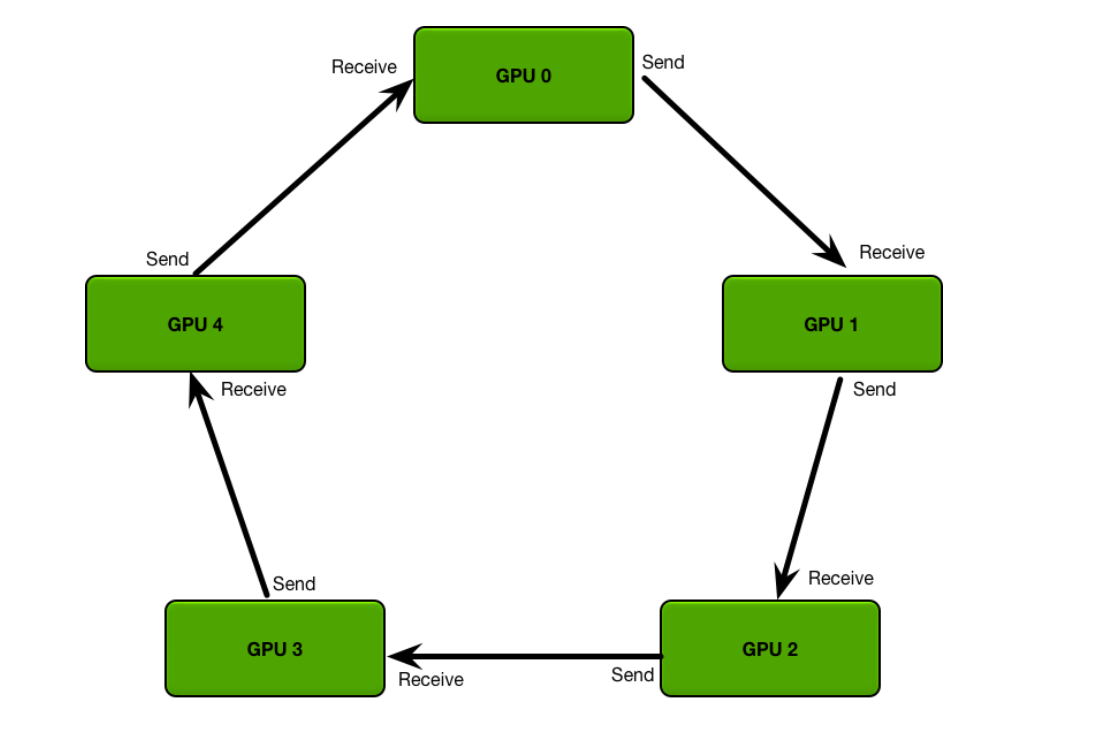 GPU 0
Send
Receive
GPU 1
Send
Receive
GPU 2
Send
Receive
GPU 3
Send
Receive
GPU 4
Send
Receive